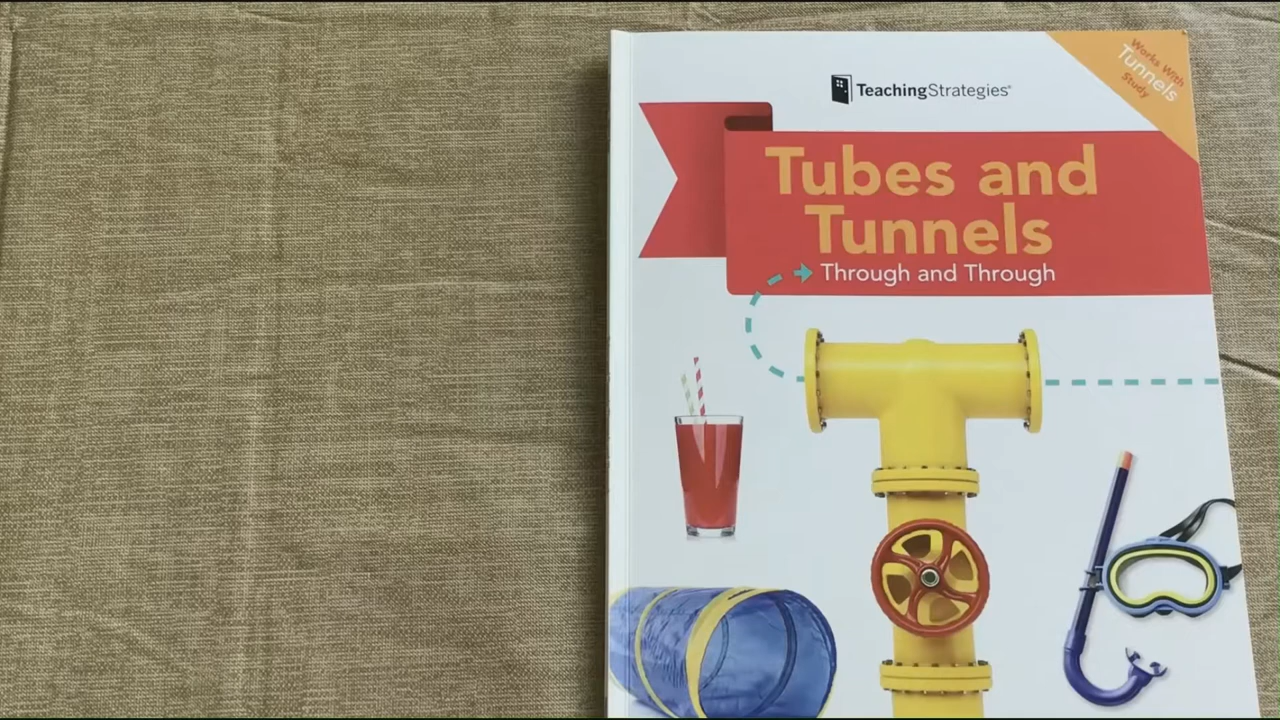 TeachingStrategies®
Works With
Tunnels
Study
Tubes and
Tunnels
Through and Through